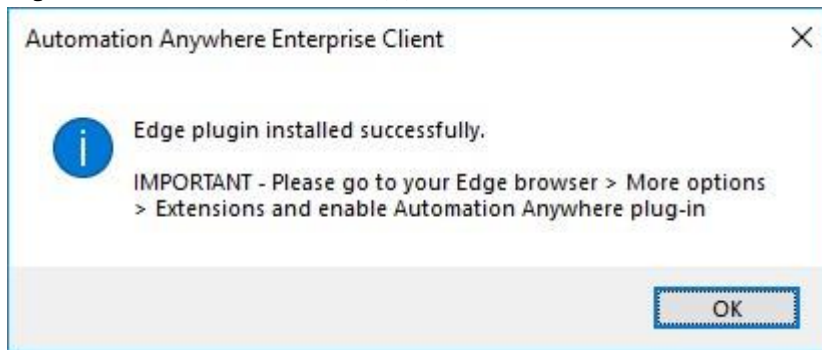 Automation Anywhere Enterprise Client
Edge plugin installed successfully.
IMPORTANT - Please go to your Edge browser > More options
> Extensions and enable Automation Anywhere plug-in
OK